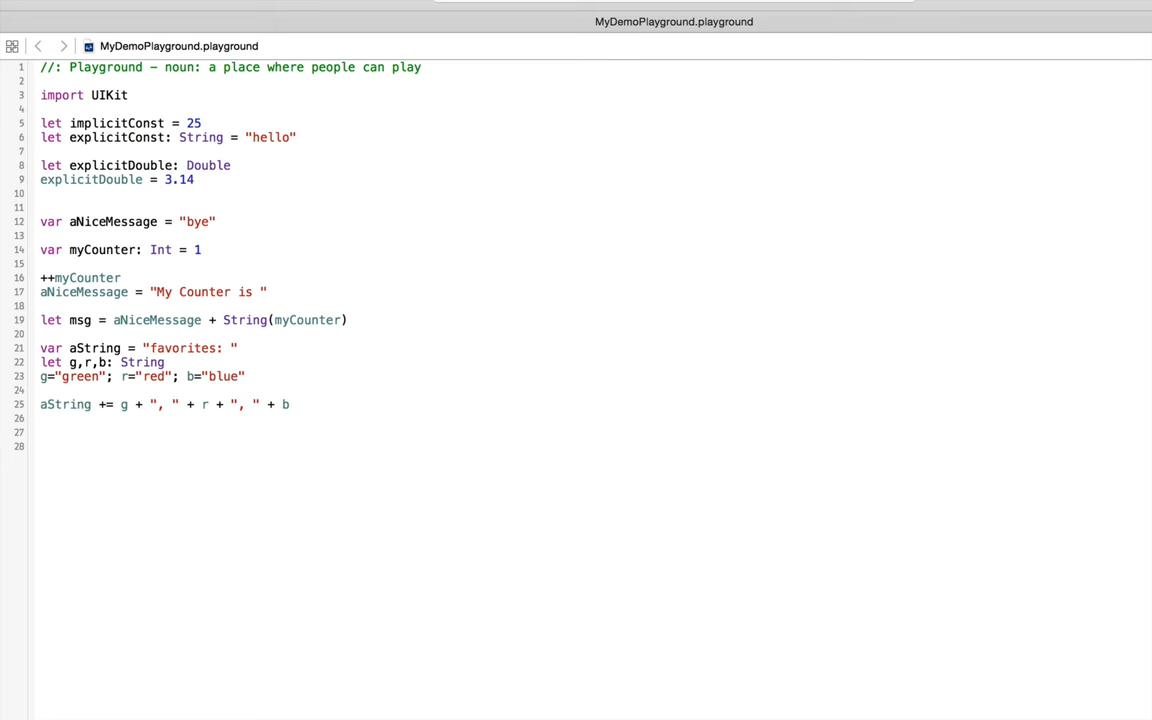 MyDemoPlayground.playground
MyDemoPlayground.playground
1 //: Playground – noun: a place where people can play
2
3 import UIKit
4
5 let implicitConst = 25
6 let explicitConst: String = "hello"
7
8 let explicitDouble: Double
9 explicitDouble = 3.14
10
11
12 var aNiceMessage = "bye"
13
14 var myCounter: Int = 1
15
16 ++myCounter
17 aNiceMessage = "My Counter is "
18
19 let msg = aNiceMessage + String(myCounter)
20
21 var aString = "favorites: "
22 let g,r,b: String
23 g="green"; r="red"; b="blue"
24
25 aString += g + ", " + r + ", " + b
26
27
28